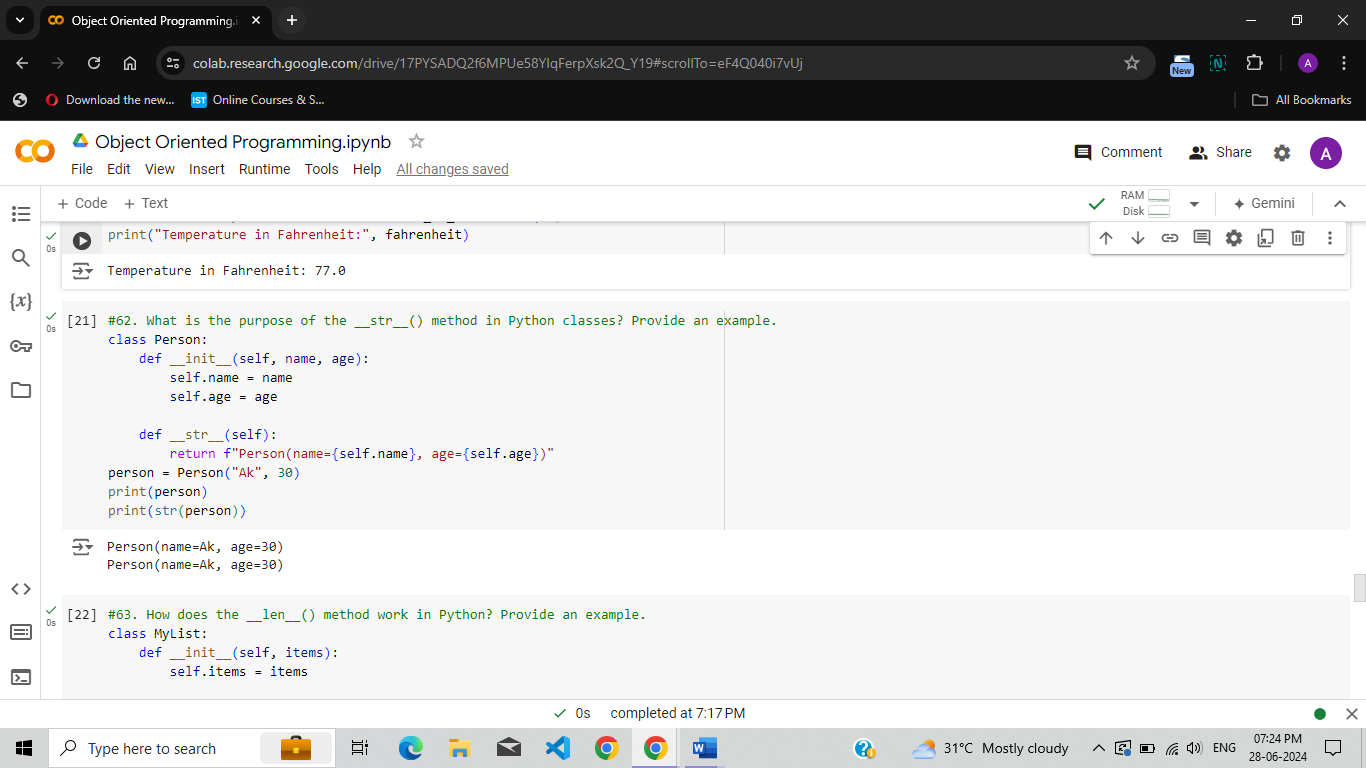 Object Oriented Programming.i
colab.research.google.com/drive/17PYSADQ2f6MPUe58YIqFerpXsk2Q_Y19#scrollTo=eF4Q040i7vUj
New
A
Download the new...
IST
Online Courses & S...
All Bookmarks
Object Oriented Programming.ipynb
Comment
Share
A
File Edit View Insert Runtime Tools Help All changes saved
+ Code + Text
RAM
Disk
Gemini
0s
print("Temperature in Fahrenheit:", fahrenheit)
Temperature in Fahrenheit: 77.0
{x}
0s
[21] #62. What is the purpose of the __str__() method in Python classes? Provide an example.
class Person:
    def __init__(self, name, age):
        self.name = name
        self.age = age
    def __str__(self):
        return f"Person(name={self.name}, age={self.age})"
person = Person("Ak", 30)
print(person)
print(str(person))
Person(name=Ak, age=30)
Person(name=Ak, age=30)
0s
[22] #63. How does the __len__() method work in Python? Provide an example.
class MyList:
    def __init__(self, items):
        self.items = items
0s completed at 7:17 PM
Type here to search
31°C Mostly cloudy
ENG
07:24 PM
28-06-2024